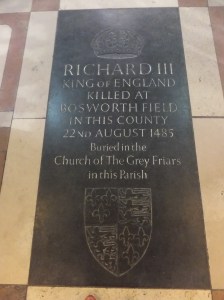 RICHARD III
KING OF ENGLAND
KILLED AT
BOSWORTH FIELD
IN THIS COUNTY
22ND AUGUST 1485
Buried in the
Church of The Grey Friars
in this Parish